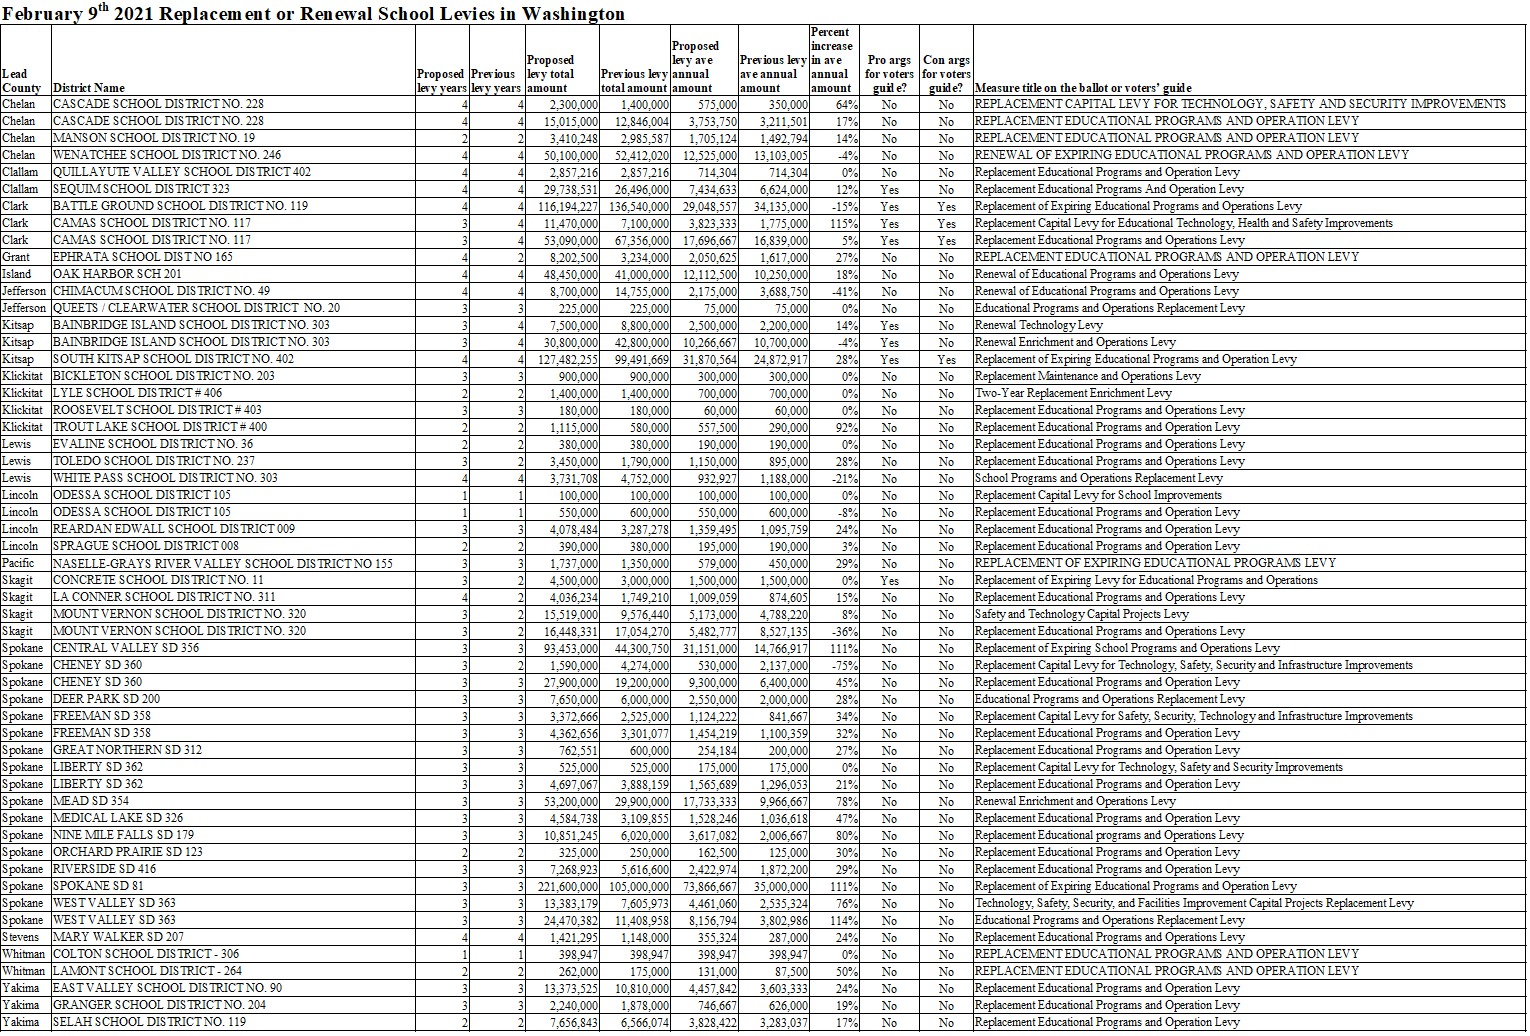 February 9th 2021 Replacement or Renewal School Levies in Washington
Lead County District Name Proposed levy years Previous levy years Proposed levy total amount Previous levy total amount Proposed levy ave annual amount Previous levy ave annual amount Percent increase in ave annual amount Pro args for voters guide? Con args for voters guide? Measure title on the ballot or voters' guide
Chelan CASCADE SCHOOL DISTRICT NO. 228 4 4 2,300,000 1,400,000 575,000 350,000 64% No No REPLACEMENT CAPITAL LEVY FOR TECHNOLOGY, SAFETY AND SECURITY IMPROVEMENTS
Chelan CASCADE SCHOOL DISTRICT NO. 228 4 4 15,015,000 12,846,004 3,753,750 3,211,501 17% No No REPLACEMENT EDUCATIONAL PROGRAMS AND OPERATION LEVY
Chelan MANSON SCHOOL DISTRICT NO. 19 2 2 3,410,248 2,985,587 1,705,124 1,492,794 14% No No REPLACEMENT EDUCATIONAL PROGRAMS AND OPERATION LEVY
Chelan WENATCHEE SCHOOL DISTRICT NO. 246 4 4 50,100,000 52,412,020 12,525,000 13,103,005 -4% No No RENEWAL OF EXPIRING EDUCATIONAL PROGRAMS AND OPERATION LEVY
Clallam QUILLAYUTE VALLEY SCHOOL DISTRICT 402 4 4 2,857,216 2,857,216 714,304 714,304 0% No No Replacement Educational Programs and Operation Levy
Clallam SEQUIM SCHOOL DISTRICT 323 4 4 29,738,531 26,496,000 7,434,633 6,624,000 12% Yes No Replacement Educational Programs And Operation Levy
Clark BATTLE GROUND SCHOOL DISTRICT NO. 119 4 4 116,194,227 136,540,000 29,048,557 34,135,000 -15% Yes Yes Replacement of Expiring Educational Programs and Operations Levy
Clark CAMAS SCHOOL DISTRICT NO. 117 3 4 11,470,000 7,100,000 3,823,333 1,775,000 115% Yes Yes Replacement Capital Levy for Educational Technology, Health and Safety Improvements
Clark CAMAS SCHOOL DISTRICT NO. 117 3 4 53,090,000 67,356,000 17,696,667 16,839,000 5% Yes Yes Replacement Educational Programs and Operations Levy
Grant EPHRATA SCHOOL DIST NO 165 4 2 8,202,500 3,234,000 2,050,625 1,617,000 27% No No REPLACEMENT EDUCATIONAL PROGRAMS AND OPERATION LEVY
Island OAK HARBOR SCH 201 4 4 48,450,000 41,000,000 12,112,500 10,250,000 18% No No Renewal of Educational Programs and Operations Levy
Jefferson CHIMACUM SCHOOL DISTRICT NO. 49 4 4 8,700,000 14,755,000 2,175,000 3,688,750 -41% No No Renewal of Educational Programs and Operations Levy
Jefferson QUEETS / CLEARWATER SCHOOL DISTRICT NO. 20 3 3 225,000 225,000 75,000 75,000 0% No No Educational Programs and Operations Replacement Levy
Kitsap BAINBRIDGE ISLAND SCHOOL DISTRICT NO. 303 3 4 7,500,000 8,800,000 2,500,000 2,200,000 14% Yes No Renewal Technology Levy
Kitsap BAINBRIDGE ISLAND SCHOOL DISTRICT NO. 303 3 4 30,800,000 42,800,000 10,266,667 10,700,000 -4% Yes No Renewal Enrichment and Operations Levy
Kitsap SOUTH KITSAP SCHOOL DISTRICT NO. 402 4 4 127,482,255 99,491,669 31,870,564 24,872,917 28% Yes Yes Replacement of Expiring Educational Programs and Operation Levy
Klickitat BICKLETON SCHOOL DISTRICT NO. 203 3 3 900,000 900,000 300,000 300,000 0% No No Replacement Maintenance and Operations Levy
Klickitat LYLE SCHOOL DISTRICT # 406 2 2 1,400,000 1,400,000 700,000 700,000 0% No No Two-Year Replacement Enrichment Levy
Klickitat ROOSEVELT SCHOOL DISTRICT # 403 3 3 180,000 180,000 60,000 60,000 0% No No Replacement Educational Programs and Operations Levy
Klickitat TROUT LAKE SCHOOL DISTRICT # 400 2 2 1,115,000 580,000 557,500 290,000 92% No No Replacement Educational Programs and Operations Levy
Lewis EVALINE SCHOOL DISTRICT NO. 36 2 2 380,000 380,000 190,000 190,000 0% No No Replacement Educational Programs and Operations Levy
Lewis TOLEDO SCHOOL DISTRICT NO. 237 3 2 3,450,000 1,790,000 1,150,000 895,000 28% No No Replacement Educational Programs and Operations Levy
Lewis WHITE PASS SCHOOL DISTRICT NO. 303 4 4 3,731,708 4,752,000 932,927 1,188,000 -21% No No School Programs and Operations Replacement Levy
Lincoln ODESSA SCHOOL DISTRICT 105 1 1 100,000 100,000 100,000 100,000 0% No No Replacement Capital Levy for School Improvements
Lincoln ODESSA SCHOOL DISTRICT 105 1 1 550,000 600,000 550,000 600,000 -8% No No Replacement Educational Programs and Operation Levy
Lincoln REARDAN EDWALL SCHOOL DISTRICT 009 3 3 4,078,484 3,287,278 1,359,495 1,095,759 24% No No Replacement Educational Programs and Operation Levy
Lincoln SPRAGUE SCHOOL DISTRICT 008 2 2 390,000 380,000 195,000 190,000 3% No No Replacement Educational Programs and Operation Levy
Pacific NASELLE-GRAYS RIVER VALLEY SCHOOL DISTRICT NO 155 3 3 1,737,000 1,350,000 579,000 450,000 29% No No REPLACEMENT OF EXPIRING EDUCATIONAL PROGRAMS LEVY
Skagit CONCRETE SCHOOL DISTRICT NO. 11 3 2 4,500,000 3,000,000 1,500,000 1,500,000 0% Yes No Replacement of Expiring Levy for Educational Programs and Operations
Skagit LA CONNER SCHOOL DISTRICT NO. 311 4 2 4,036,234 1,749,210 1,009,059 874,605 15% No No Replacement Educational Programs and Operations Levy
Skagit MOUNT VERNON SCHOOL DISTRICT NO. 320 3 2 15,519,000 9,576,440 5,173,000 4,788,220 8% No No Safety and Technology Capital Projects Levy
Skagit MOUNT VERNON SCHOOL DISTRICT NO. 320 3 2 16,448,331 17,054,270 5,482,777 8,527,135 -36% No No Replacement Educational Programs and Operations Levy
Spokane CENTRAL VALLEY SD 356 3 3 93,453,000 44,300,750 31,151,000 14,766,917 111% No No Replacement of Expiring School Programs and Operations Levy
Spokane CHENEY SD 360 3 2 1,590,000 4,274,000 530,000 2,137,000 -75% No No Replacement Capital Levy for Technology, Safety, Security and Infrastructure Improvements
Spokane CHENEY SD 360 3 3 27,900,000 19,200,000 9,300,000 6,400,000 45% No No Replacement Educational Programs and Operation Levy
Spokane DEER PARK SD 200 3 3 7,650,000 6,000,000 2,550,000 2,000,000 28% No No Educational Programs and Operations Replacement Levy
Spokane FREEMAN SD 358 3 3 3,372,666 2,525,000 1,124,222 841,667 34% No No Replacement Capital Levy for Safety, Security, Technology and Infrastructure Improvements
Spokane FREEMAN SD 358 3 3 4,362,656 3,301,077 1,454,219 1,100,359 32% No No Replacement Educational Programs and Operation Levy
Spokane GREAT NORTHERN SD 312 3 3 762,551 600,000 254,184 200,000 27% No No Replacement Educational Programs and Operation Levy
Spokane LIBERTY SD 362 3 3 525,000 525,000 175,000 175,000 0% No No Replacement Capital Levy for Technology, Safety and Security Improvements
Spokane LIBERTY SD 362 3 3 4,697,067 3,888,159 1,565,689 1,296,053 21% No No Replacement Educational Programs and Operations Levy
Spokane MEAD SD 354 3 3 53,200,000 29,900,000 17,733,333 9,966,667 78% No No Renewal Enrichment and Operations Levy
Spokane MEDICAL LAKE SD 326 3 3 4,584,738 3,109,855 1,528,246 1,036,618 47% No No Replacement Educational Programs and Operation Levy
Spokane NINE MILE FALLS SD 179 3 3 10,851,245 6,020,000 3,617,082 2,006,667 80% No No Replacement Educational programs and Operations Levy
Spokane ORCHARD PRAIRIE SD 123 2 2 325,000 250,000 162,500 125,000 30% No No Replacement Educational Programs and Operation Levy
Spokane RIVERSIDE SD 416 3 3 7,268,923 5,616,600 2,422,974 1,872,200 29% No No Replacement Educational Programs and Operation Levy
Spokane SPOKANE SD 81 3 3 221,600,000 105,000,000 73,866,667 35,000,000 111% No No Replacement of Expiring Educational Programs and Operation Levy
Spokane WEST VALLEY SD 363 3 3 13,383,179 7,605,973 4,461,060 2,535,324 76% No No Technology, Safety, Security, and Facilities Improvement Capital Projects Replacement Levy
Spokane WEST VALLEY SD 363 3 3 24,470,382 11,408,958 8,156,794 3,802,986 114% No No Educational Programs and Operations Replacement Levy
Stevens MARY WALKER SD 207 4 4 1,421,295 1,148,000 355,324 287,000 24% No No Replacement Educational Programs and Operations Levy
Whitman COLTON SCHOOL DISTRICT - 306 1 1 398,947 398,947 398,947 398,947 0% No No REPLACEMENT EDUCATIONAL PROGRAMS AND OPERATION LEVY
Whitman LAMONT SCHOOL DISTRICT - 264 2 2 262,000 175,000 131,000 87,500 50% No No REPLACEMENT EDUCATIONAL PROGRAMS AND OPERATION LEVY
Yakima EAST VALLEY SCHOOL DISTRICT NO. 90 3 3 13,373,525 10,810,000 4,457,842 3,603,333 24% No No Replacement Educational Programs and Operations Levy
Yakima GRANGER SCHOOL DISTRICT NO. 204 3 3 2,240,000 1,878,000 746,667 626,000 19% No No Replacement Educational Programs and Operations Levy
Yakima SELAH SCHOOL DISTRICT NO. 119 2 2 7,656,843 6,566,074 3,828,422 3,283,037 17% No No Replacement Educational Programs and Operations Levy